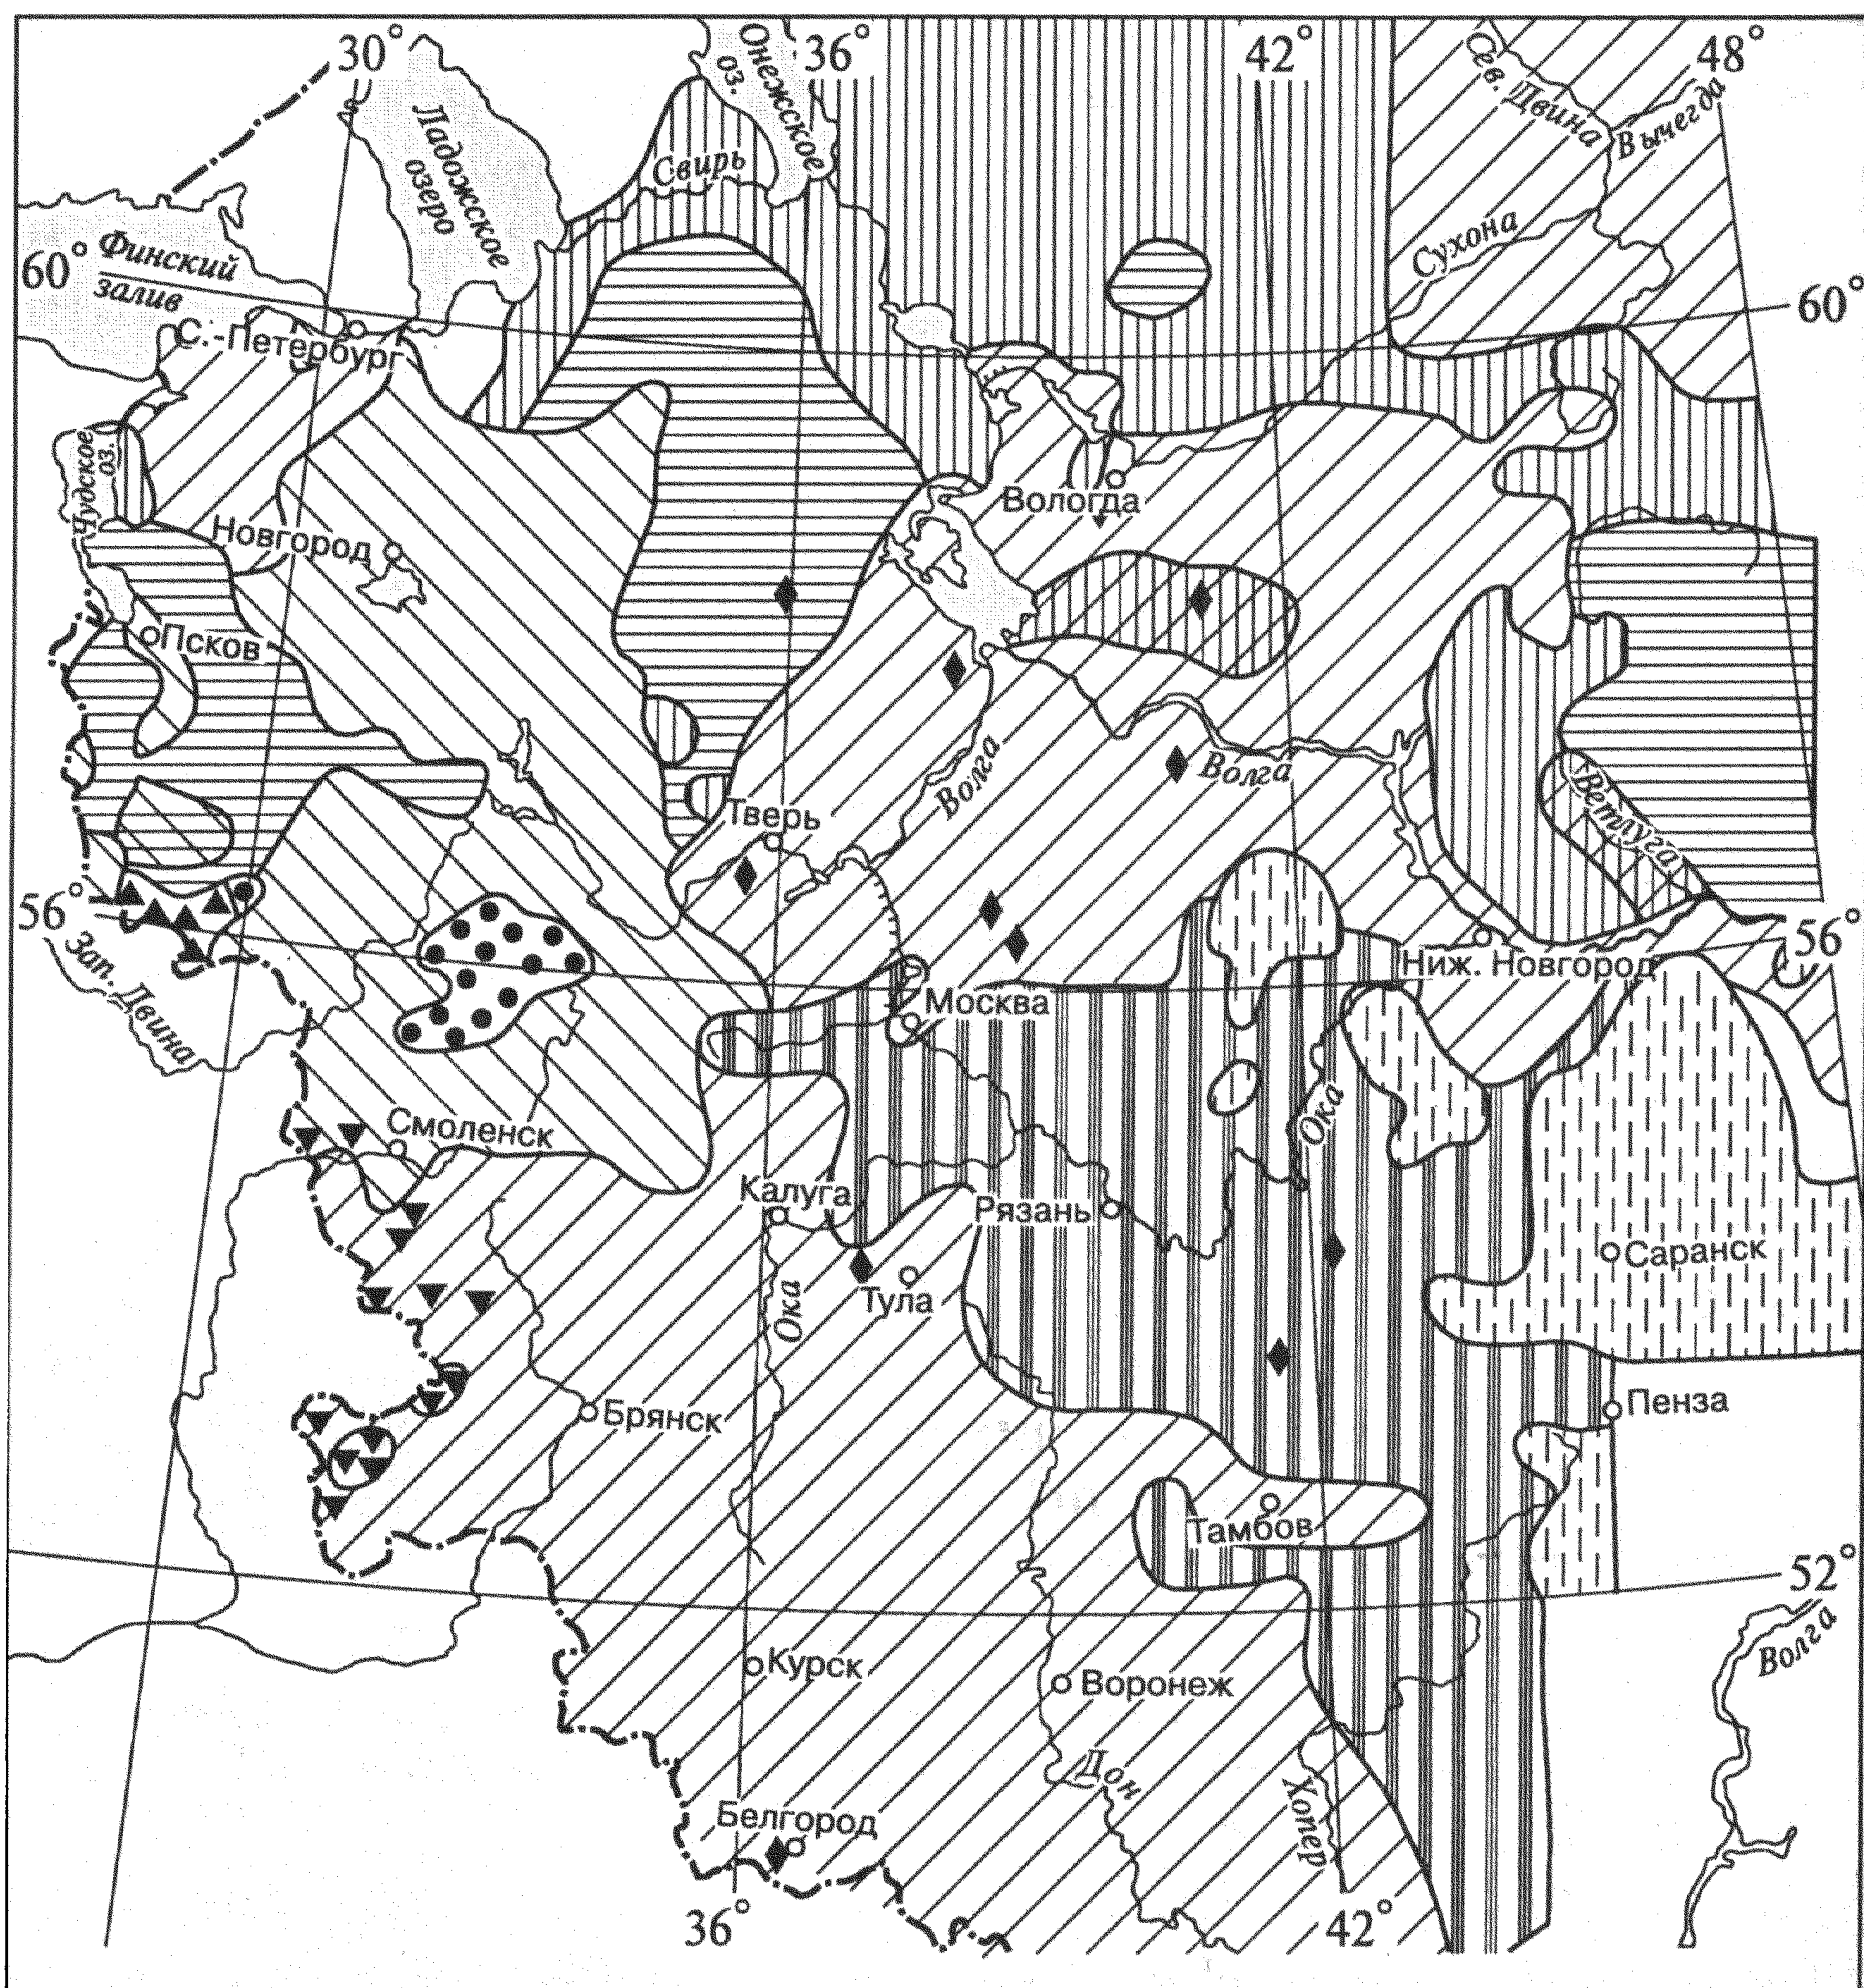 30°
36°
42°
48°
Онежское
оз.
Сев. Двина
Вычегда
Ладожское
озеро
Свирь
Сухона
60°
Финский
залив
60°
С.-Петербург
Чудское
оз.
Вологда
Новгород
Псков
Волга
Волга
Ветлуга
Тверь
56°
56°
Зап. Двина
Ниж. Новгород
Москва
Ока
Смоленск
Калуга
Рязань
Саранск
Тула
Ока
Брянск
Пенза
Тамбов
52°
Волга
Курск
Воронеж
Дон
Хопер
Белгород
36°
42°